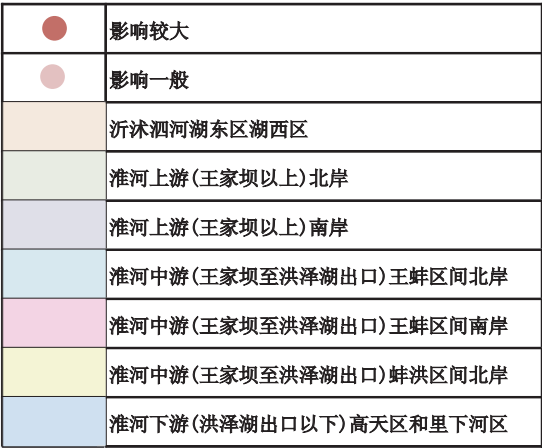 影响较大
影响一般
沂沭泗河湖东区湖西区
淮河上游(王家坝以上)北岸
淮河上游(王家坝以上)南岸
淮河中游(王家坝至洪泽湖出口)王蚌区间北岸
淮河中游(王家坝至洪泽湖出口)王蚌区间南岸
淮河中游(王家坝至洪泽湖出口)蚌洪区间北岸
淮河下游(洪泽湖出口以下)高天区和里下河区